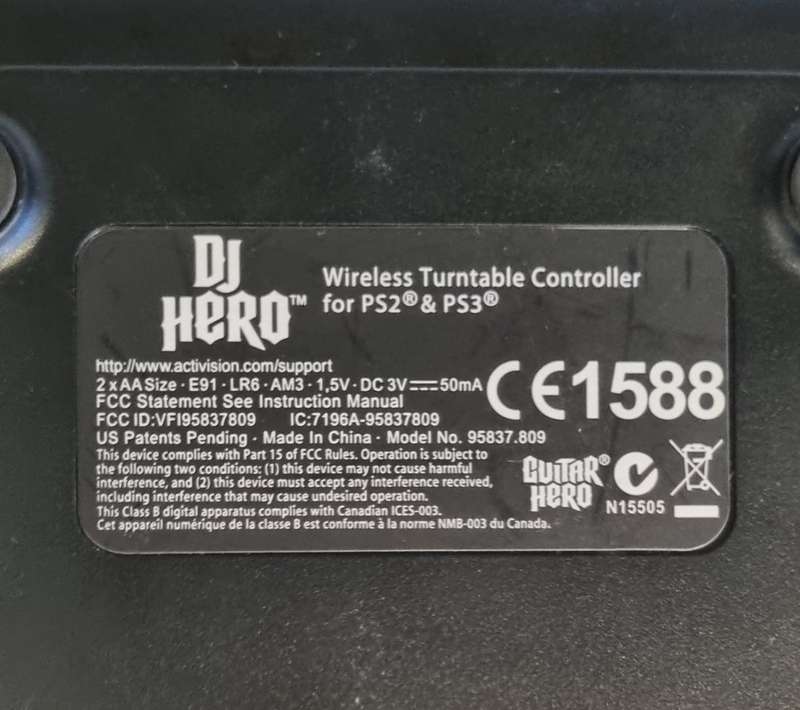 DJ HERO™
Wireless Turntable Controller
for PS2® & PS3®
http://www.activision.com/support
2 x AA Size · E91 · LR6 · AM3 · 1,5V · DC 3V⎓50mA
FCC Statement See Instruction Manual
FCC ID:VFI95837809 IC:7196A-95837809
US Patents Pending · Made In China · Model No. 95837.809
This device complies with Part 15 of FCC Rules. Operation is subject to
the following two conditions: (1) this device may not cause harmful
interference, and (2) this device must accept any interference received,
including interference that may cause undesired operation.
This Class B digital apparatus complies with Canadian ICES-003.
Cet appareil numérique de la classe B est conforme à la norme NMB-003 du Canada.
CE1588
GUITAR® HERO
N15505